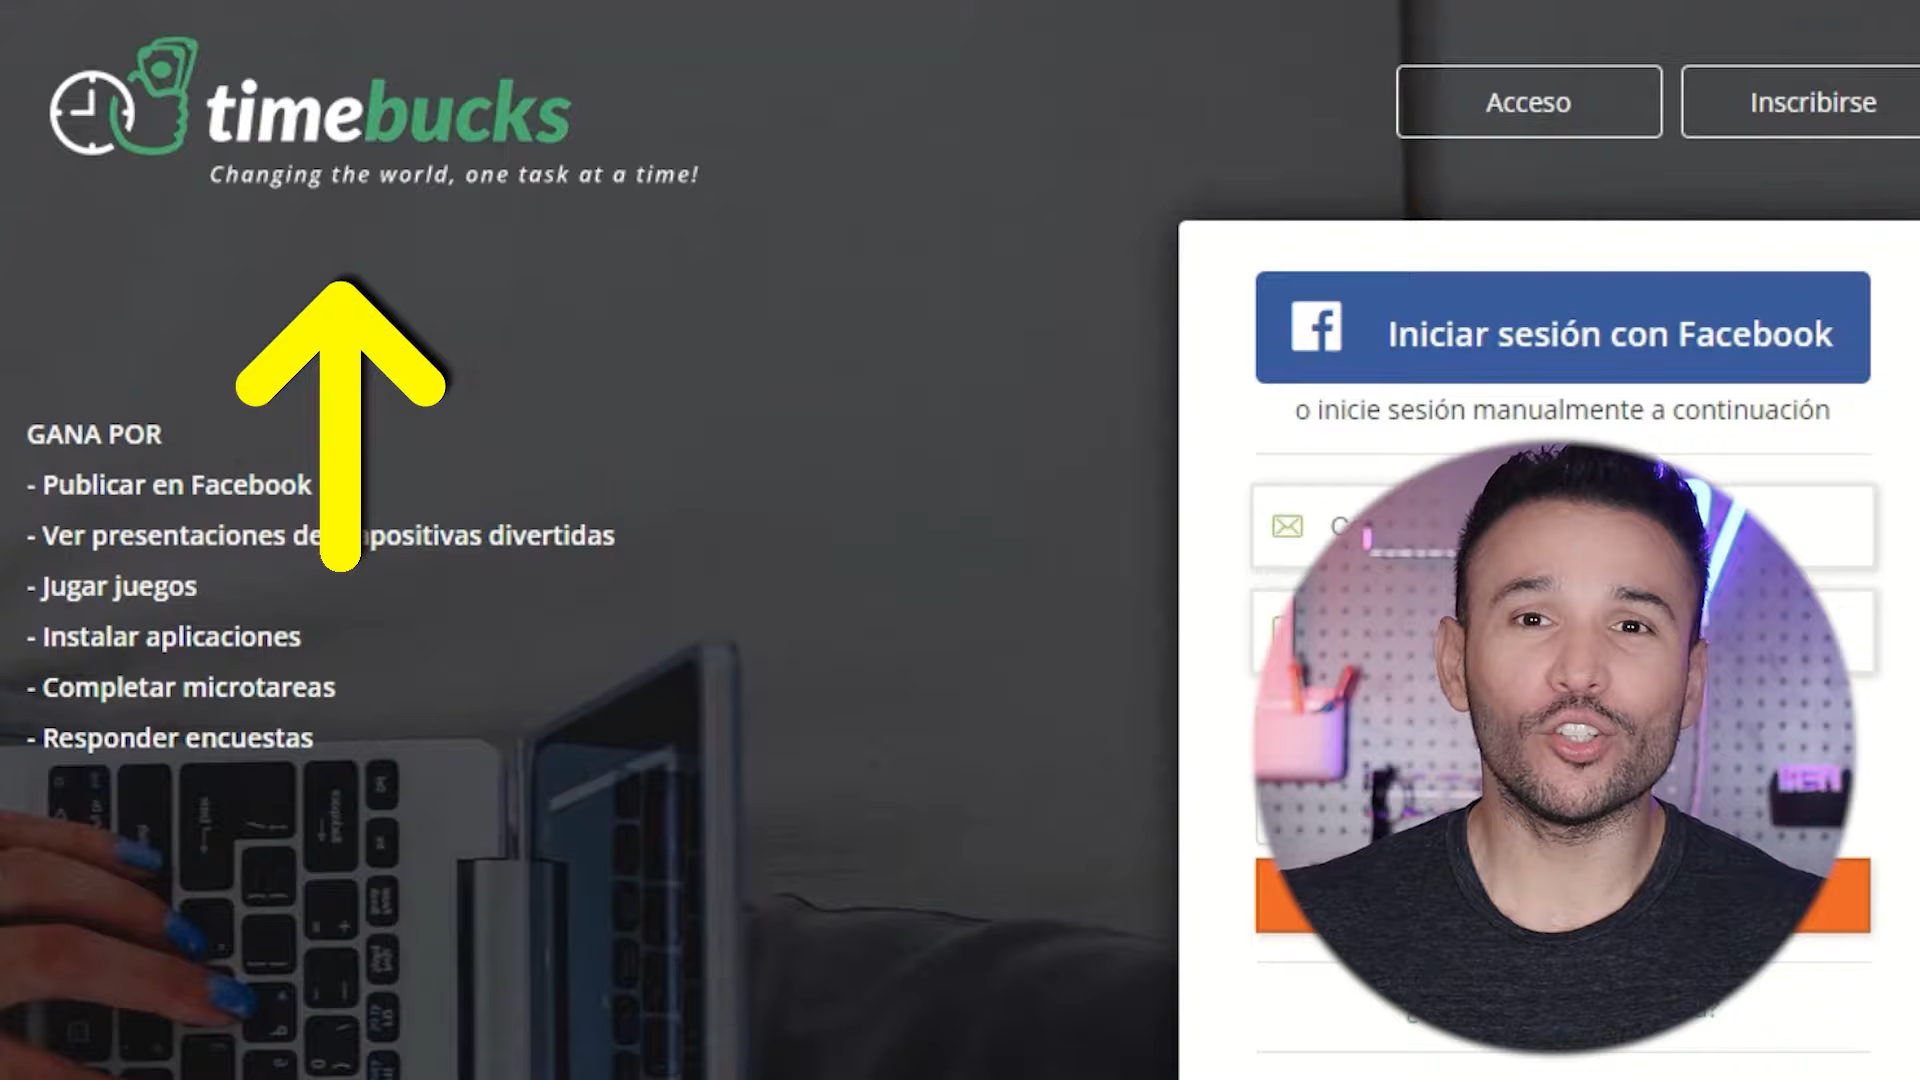 timebucks
Changing the world, one task at a time!
Acceso
Inscribirse
Iniciar sesión con Facebook
o inicie sesión manualmente a continuación
GANA POR
- Publicar en Facebook
- Ver presentaciones de apositivas divertidas
- Jugar juegos
- Instalar aplicaciones
- Completar microtareas
- Responder encuestas